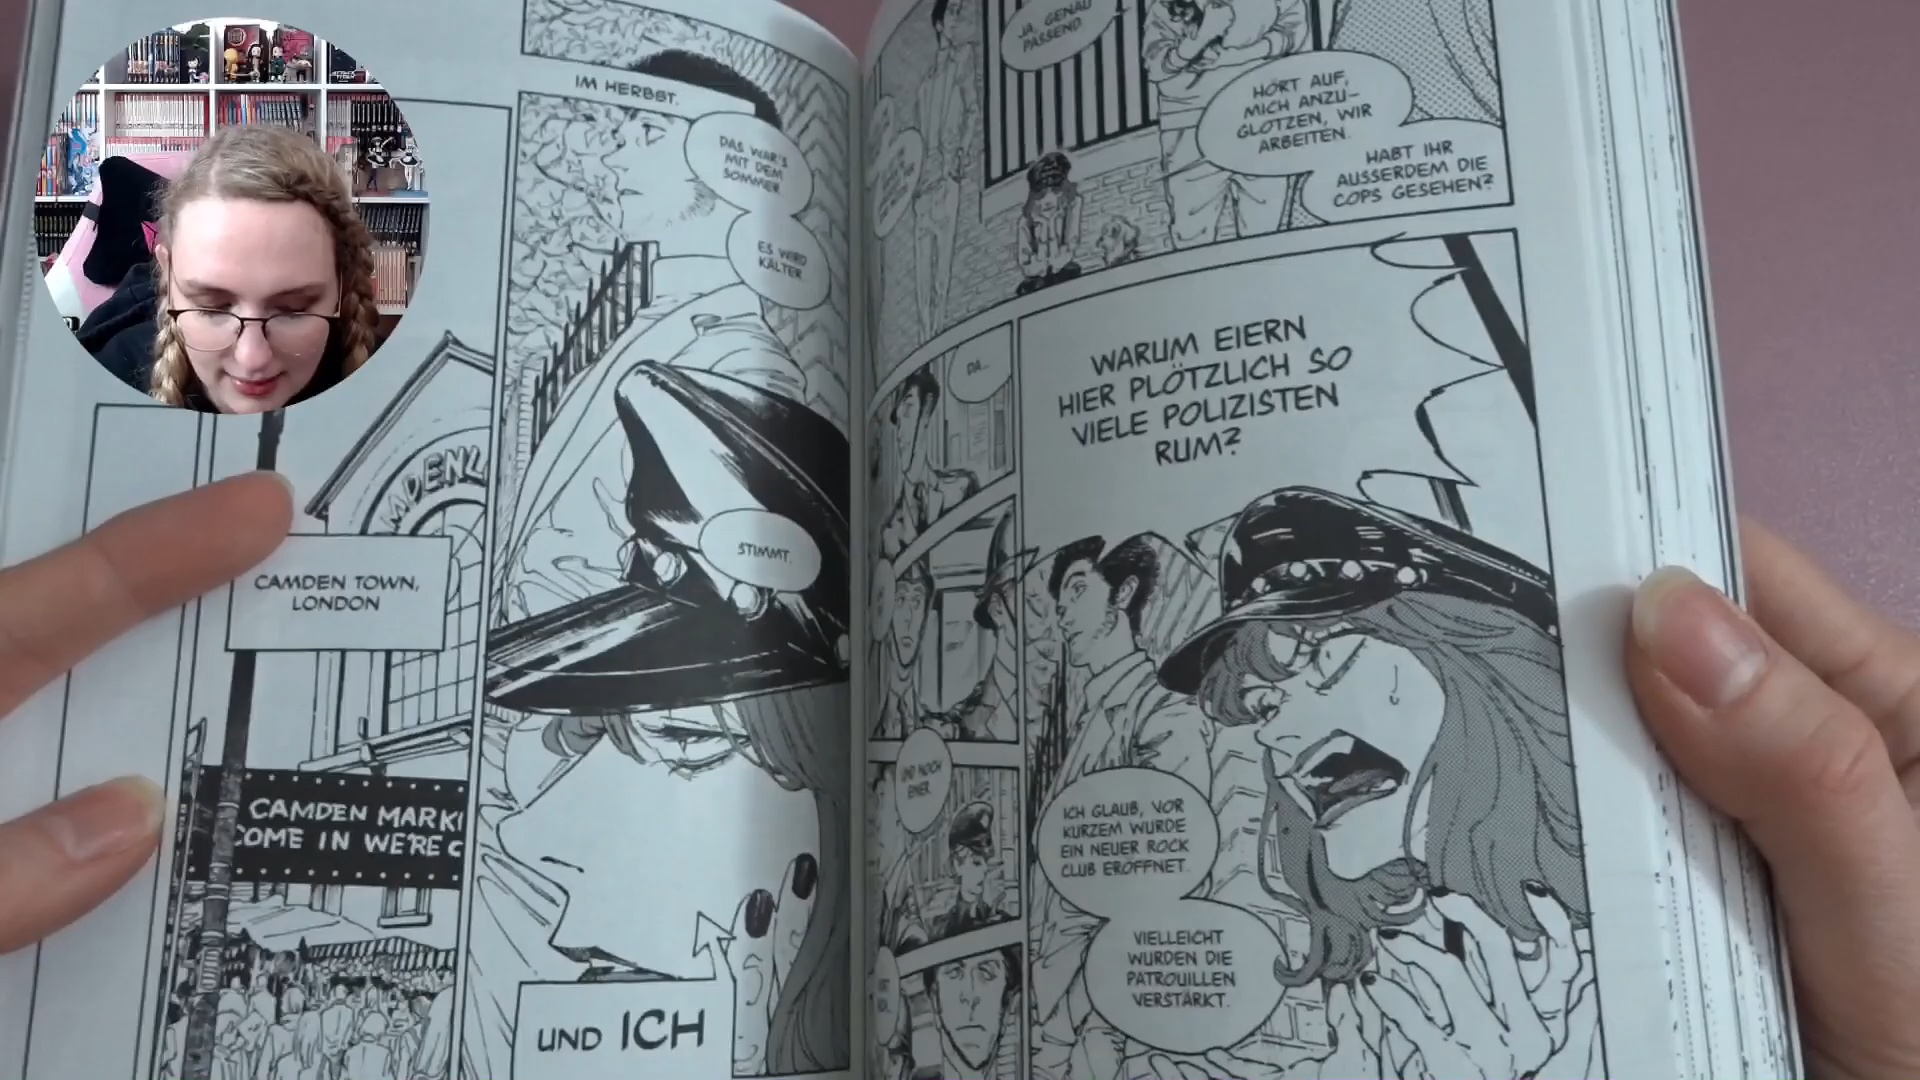 CAMDEN TOWN,
LONDON
CAMDEN MARK
COME IN WE'RE
IM HERBST.
DAS WAR'S
MIT DEM
SOMMER.
ES WIRD
KÄLTER
STIMMT.
UND ICH
JA, GENAU
PASSEND
HÖRT AUF,
MICH ANZU-
GLOTZEN, WIR
ARBEITEN.
HABT IHR
AUSSERDEM DIE
COPS GESEHEN?
DA...
WARUM EIERN
HIER PLÖTZLICH SO
VIELE POLIZISTEN
RUM?
UND NOCH
EINER
ICH GLAUB, VOR
KURZEM WURDE
EIN NEUER ROCK
CLUB ERÖFFNET.
VIELLEICHT
WURDEN DIE
PATROUILLEN
VERSTÄRKT.